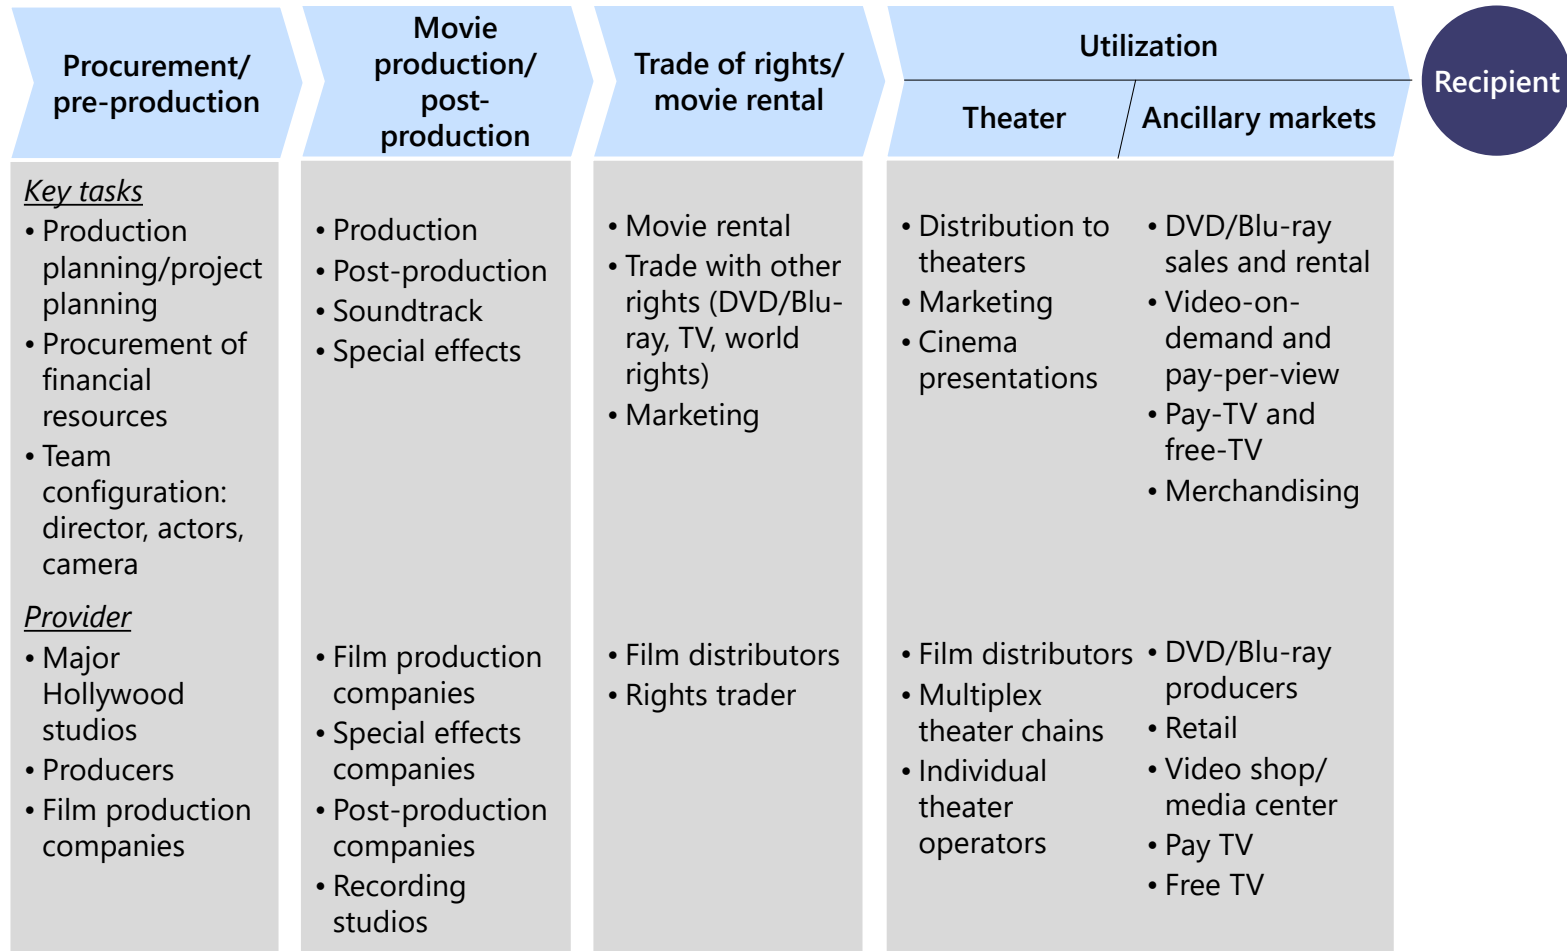 Procurement/
pre-production
Movie
production/
post-
production
Trade of rights/
movie rental
Utilization
Theater
Ancillary markets
Recipient
Key tasks
• Production
planning/project
planning
• Procurement of
financial
resources
• Team
configuration:
director, actors,
camera
Provider
• Major
Hollywood
studios
• Producers
• Film production
companies
• Production
• Post-production
• Soundtrack
• Special effects
• Film production
companies
• Special effects
companies
• Post-production
companies
• Recording
studios
• Movie rental
• Trade with other
rights (DVD/Blu-
ray, TV, world
rights)
• Marketing
• Film distributors
• Rights trader
• Distribution to
theaters
• Marketing
• Cinema
presentations
• Film distributors
• Multiplex
theater chains
• Individual
theater
operators
• DVD/Blu-ray
sales and rental
• Video-on-
demand and
pay-per-view
• Pay-TV and
free-TV
• Merchandising
• DVD/Blu-ray
producers
• Retail
• Video shop/
media center
• Pay TV
• Free TV